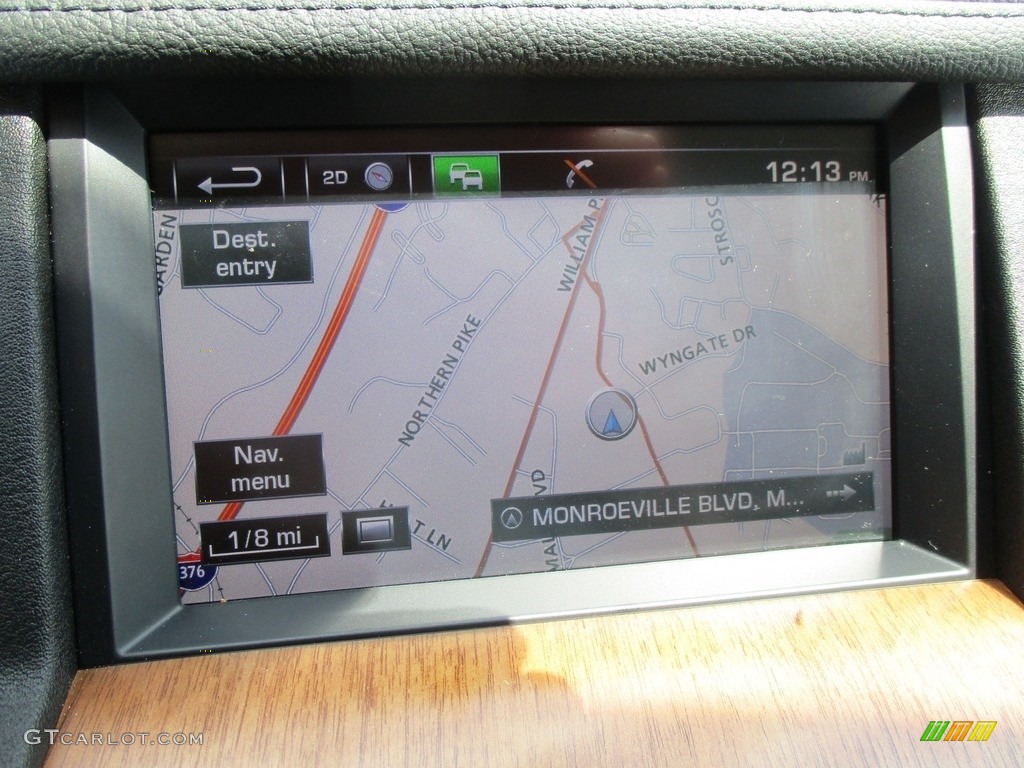 2D
12:13 PM
GARDEN
Dest.
entry
WILLIAM P
STROSC
NORTHERN PIKE
WYNGATE DR
Nav.
menu
MONROEVILLE BLVD, M...
1/8 mi
LN
376
GTCARLOT.COM